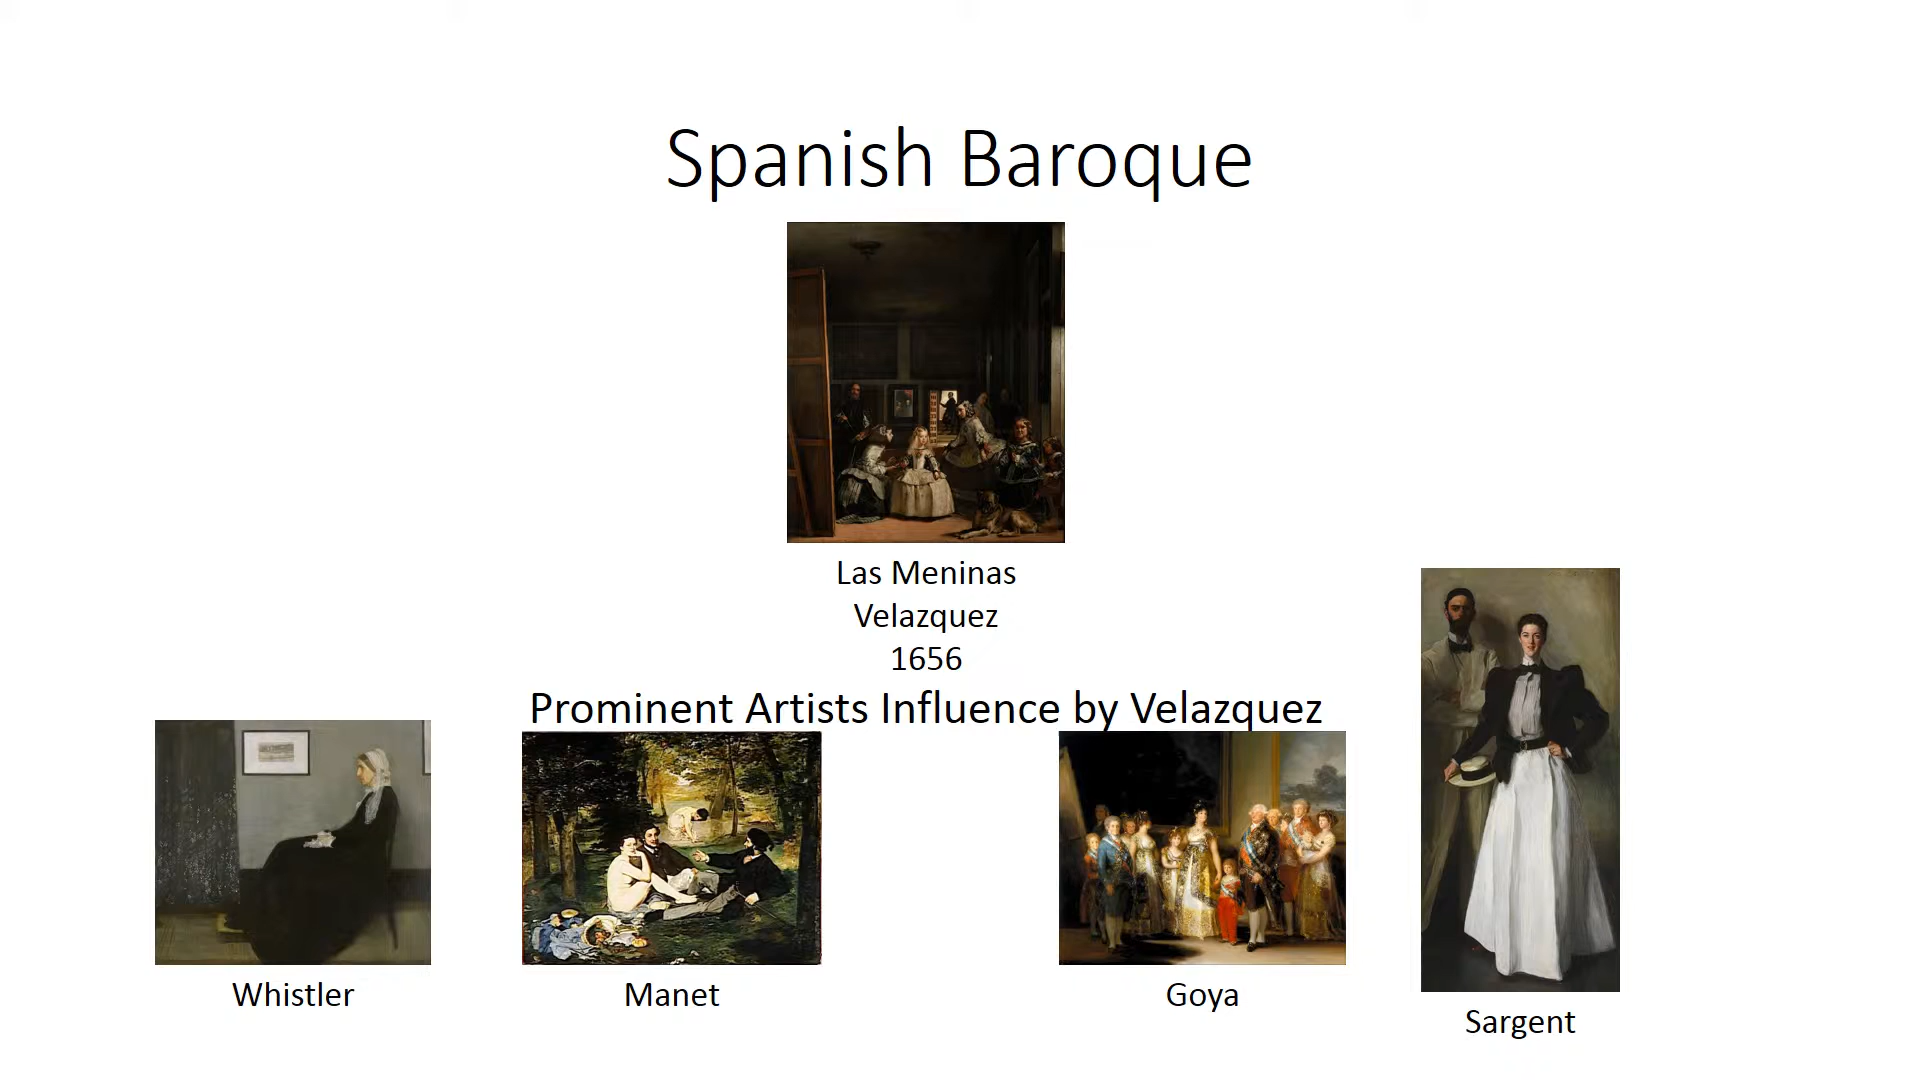 Spanish Baroque
Las Meninas
Velazquez
1656
Prominent Artists Influence by Velazquez
Whistler
Manet
Goya
Sargent